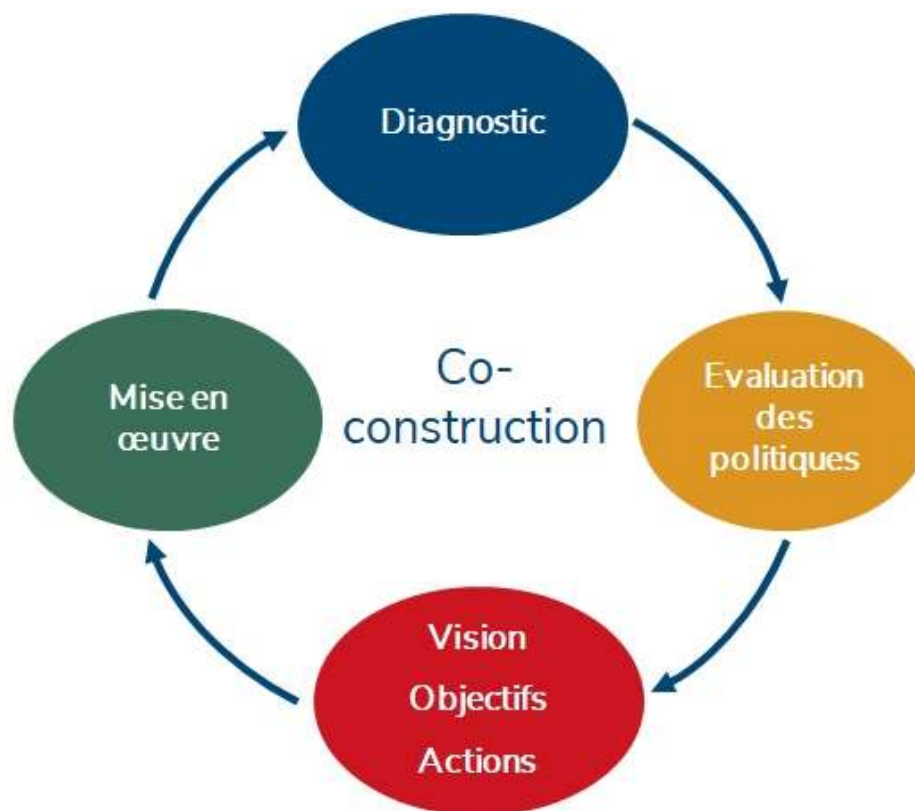 Diagnostic
Evaluation
des
politiques
Vision
Objectifs
Actions
Mise en
œuvre
Co-
construction